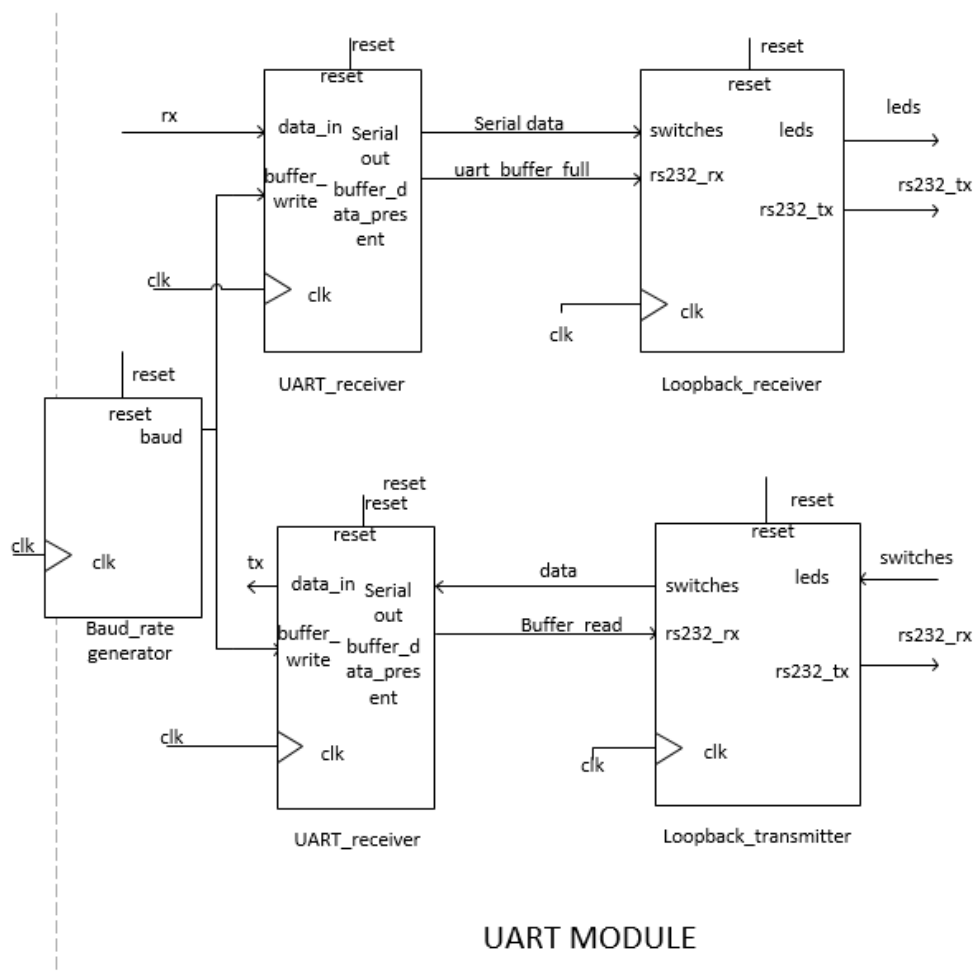 reset
reset
rx
data_in
Serial
out
buffer_
write
buffer_d
ata_pres
ent
clk
clk
UART_receiver
Serial data
uart_buffer_full
reset
reset
switches
leds
rs232_rx
rs232_tx
clk
clk
Loopback_receiver
leds
rs232_tx
reset
reset
baud
clk
clk
Baud_rate
generator
reset
reset
reset
tx
data_in
Serial
out
buffer_
write
buffer_d
ata_pres
ent
clk
clk
UART_receiver
data
Buffer_read
reset
reset
switches
leds
rs232_rx
rs232_tx
clk
clk
Loopback_transmitter
switches
rs232_rx
UART MODULE